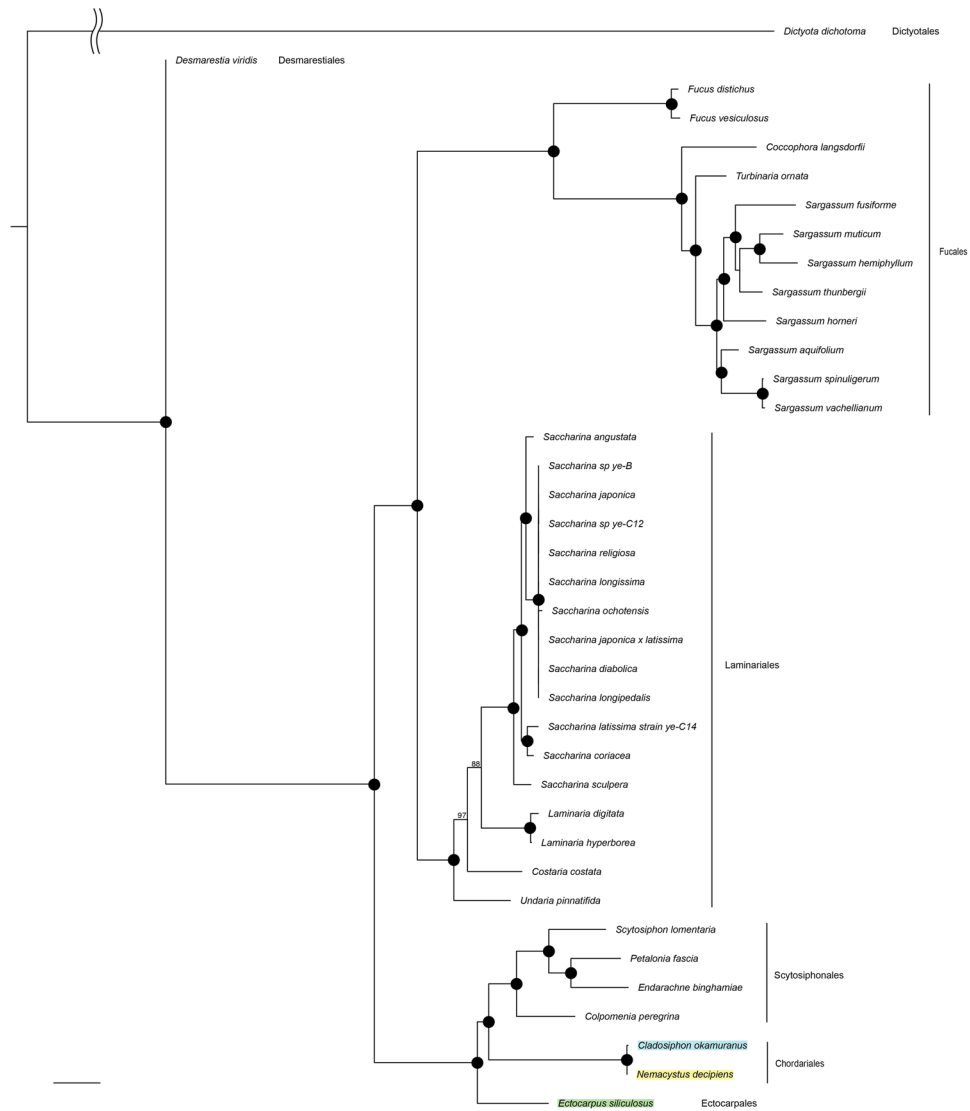 Dictyota dichotoma Dictyotales
Desmarestia viridis Desmarestiales
Fucus distichus
Fucus vesiculosus
Coccophora langsdorfii
Turbinaria ornata
Sargassum fusiforme
Sargassum muticum
Fucales
Sargassum hemiphyllum
Sargassum thunbergii
Sargassum horneri
Sargassum aquifolium
Sargassum spinuligerum
Sargassum vachellianum
Saccharina angustata
Saccharina sp ye-B
Saccharina japonica
Saccharina sp ye-C12
Saccharina religiosa
Saccharina longissima
Saccharina ochotensis
Saccharina japonica x latissima
Laminariales
Saccharina diabolica
Saccharina longipedalis
Saccharina latissima strain ye-C14
Saccharina coriacea
88
Saccharina sculpera
Laminaria digitata
97
Laminaria hyperborea
Costaria costata
Undaria pinnatifida
Scytosiphon lomentaria
Petalonia fascia
Scytosiphonales
Endarachne binghamiae
Colpomenia peregrina
Cladosiphon okamuranus
Chordariales
Nemacystus decipiens
Ectocarpus siliculosus Ectocarpales